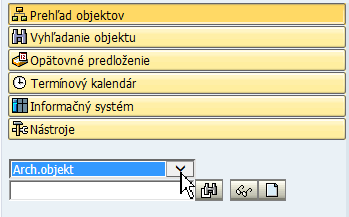 Prehľad objektov
Vyhľadanie objektu
Opätovné predloženie
Termínový kalendár
Informačný systém
Nástroje
Arch.objekt